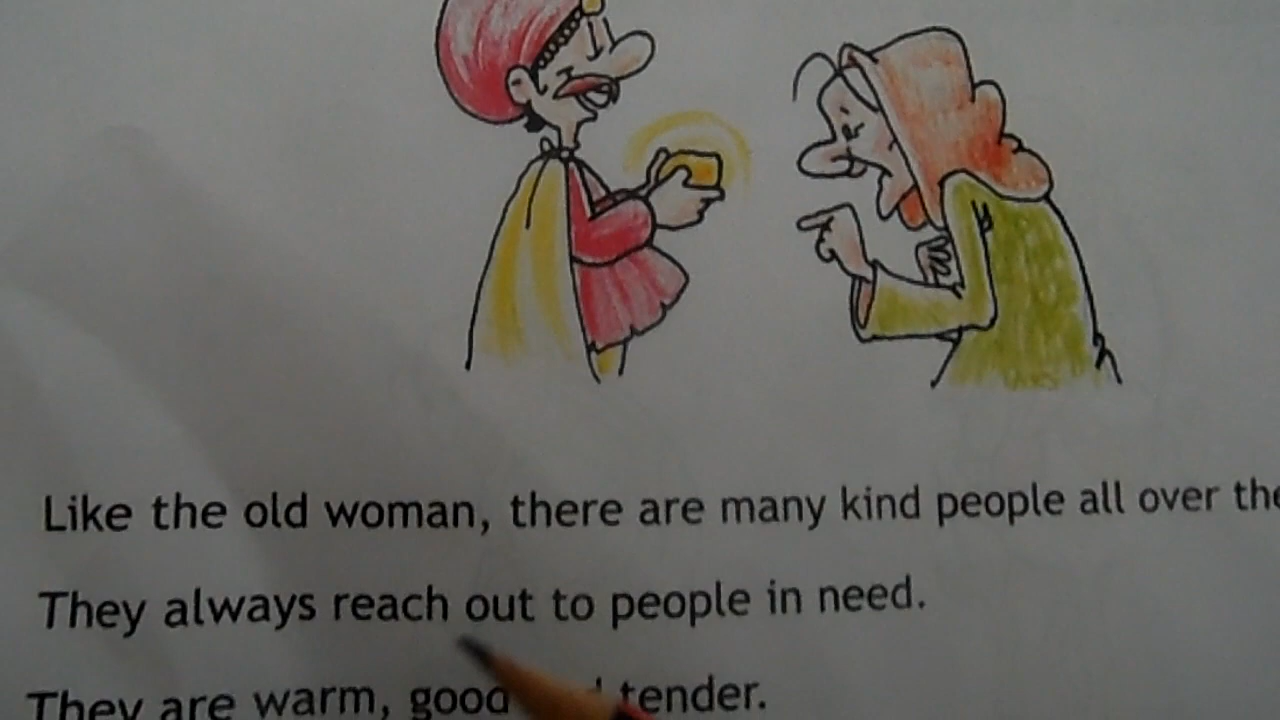 Like the old woman, there are many kind people all over the
They always reach out to people in need.
They are warm, good tender.